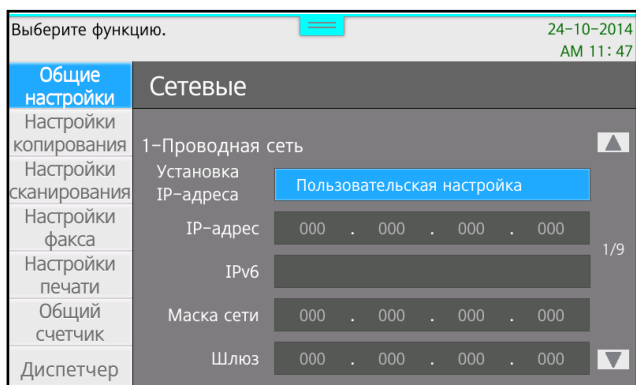 Выберите функцию.
24-10-2014
AM 11:47
Общие
настройки
Настройки
копирования
Настройки
сканирования
Настройки
факса
Настройки
печати
Общий
счетчик
Диспетчер
Сетевые
1-Проводная сеть
Установка
IP-адреса
Пользовательская настройка
IP-адрес 000 . 000 . 000 . 000
1/9
IPv6
Маска сети 000 . 000 . 000 . 000
Шлюз 000 . 000 . 000 . 000